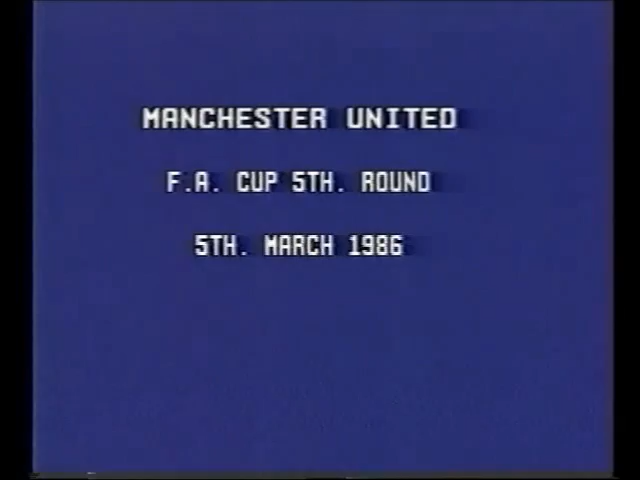 MANCHESTER UNITED
F.A. CUP 5TH. ROUND
5TH. MARCH 1986